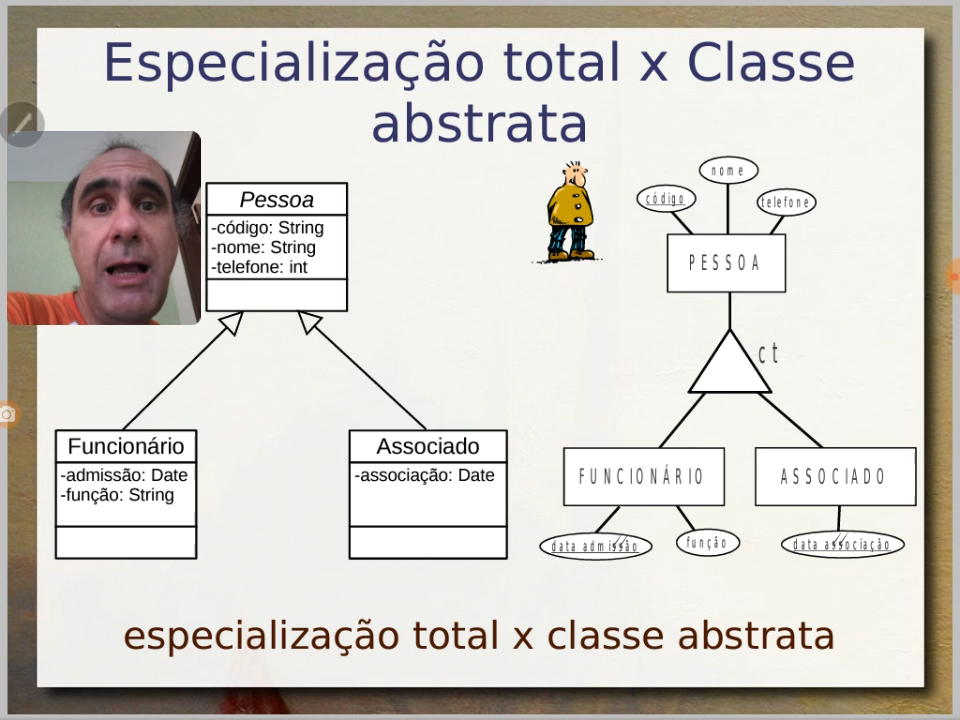 Especialização total x Classe
abstrata
Pessoa
-código: String
-nome: String
-telefone: int
Funcionário
-admissão: Date
-função: String
Associado
-associação: Date
nome
código
telefone
PESSOA
ct
FUNCIONÁRIO
ASSOCIADO
data admissão
função
data associação
especialização total x classe abstrata